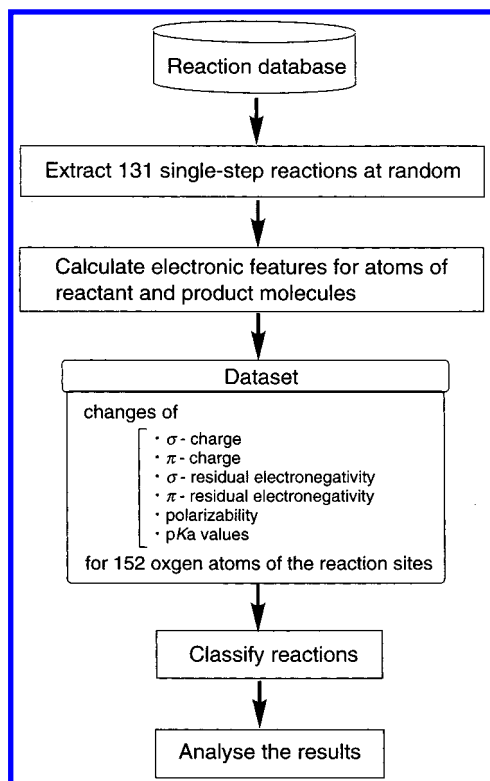 Reaction database
Extract 131 single-step reactions at random
Calculate electronic features for atoms of
reactant and product molecules
Dataset
changes of
· σ - charge
· π - charge
· σ - residual electronegativity
· π - residual electronegativity
· polarizability
· pKa values
for 152 oxgen atoms of the reaction sites
Classify reactions
Analyse the results